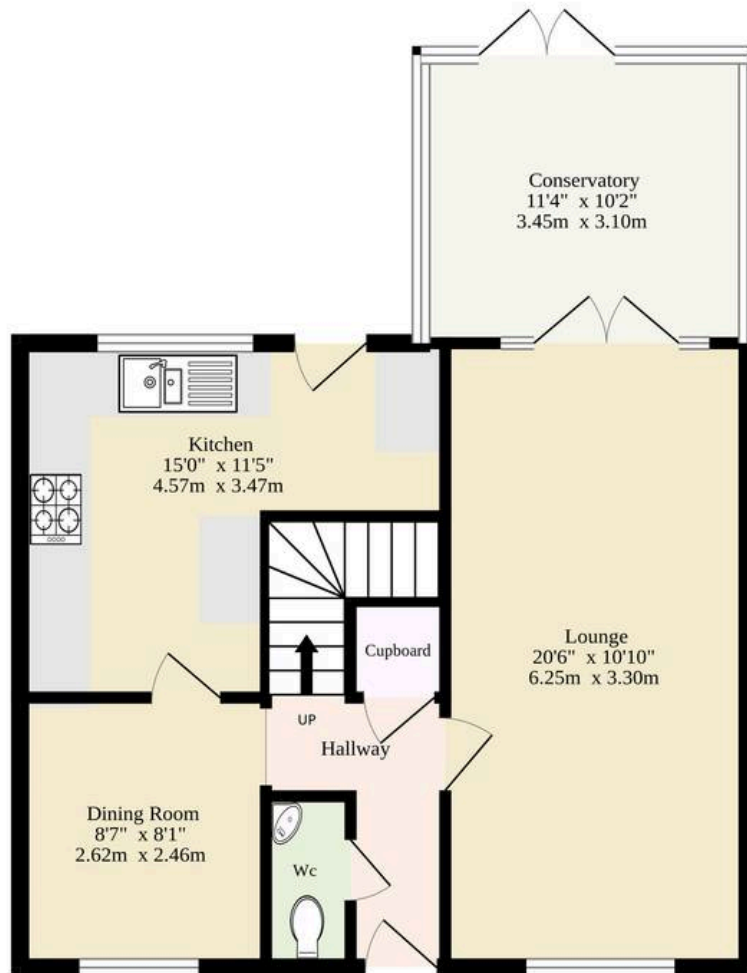 Conservatory
11'4" x 10'2"
3.45m x 3.10m
Kitchen
15'0" x 11'5"
4.57m x 3.47m
Lounge
20'6" x 10'10"
6.25m x 3.30m
Cupboard
UP
Hallway
Dining Room
8'7" x 8'1"
2.62m x 2.46m
Wc